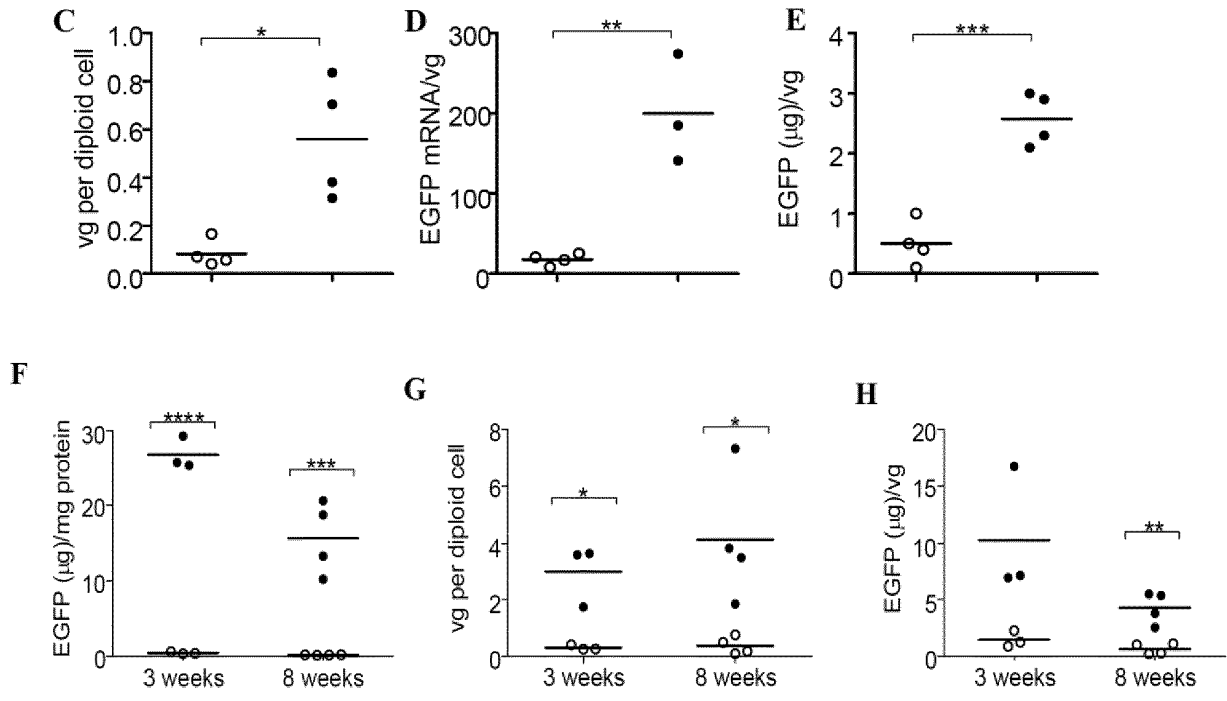 C
vg per diploid cell
1.0
0.8
0.6
0.4
0.2
0.0
*
D
EGFP mRNA/vg
300
200
100
0
**
E
EGFP (µg)/vg
4
3
2
1
0
***
F
EGFP (µg)/mg protein
30
20
10
0
****
***
3 weeks 8 weeks
G
vg per diploid cell
8
6
4
2
0
*
*
3 weeks 8 weeks
H
EGFP (µg)/vg
20
15
10
5
0
**
3 weeks 8 weeks